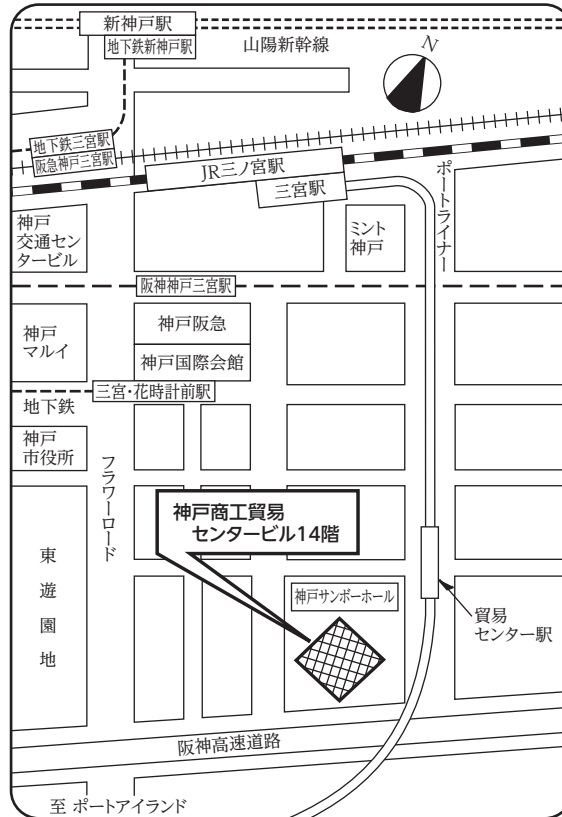 新神戸駅
地下鉄新神戸駅
山陽新幹線
N
地下鉄三宮駅
阪急神戸三宮駅
JR三ノ宮駅
三宮駅
ポートライナー
神戸
交通セン
タービル
ミント
神戸
阪神神戸三宮駅
神戸
マルイ
神戸阪急
神戸国際会館
三宮・花時計前駅
地下鉄
神戸
市役所
フラワーロード
神戸商工貿易
センタービル14階
東遊園地
神戸サンボーホール
貿易
センター駅
阪神高速道路
至 ポートアイランド